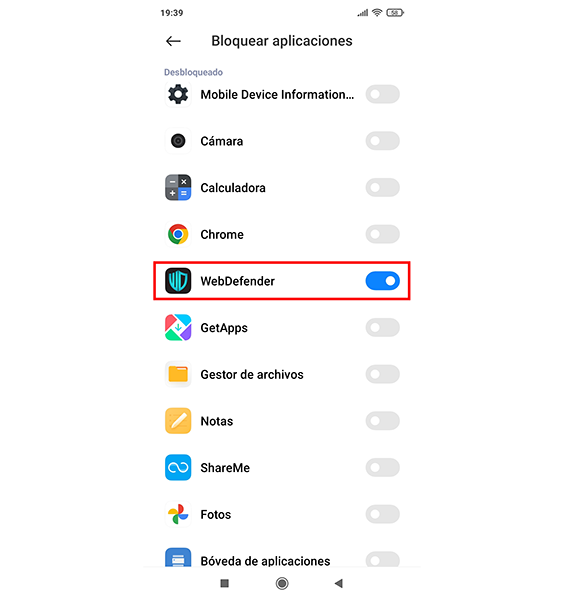 19:39
58
Bloquear aplicaciones
Desbloqueado
Mobile Device Information...
Cámara
Calculadora
Chrome
WebDefender
GetApps
Gestor de archivos
Notas
ShareMe
Fotos
Bóveda de aplicaciones